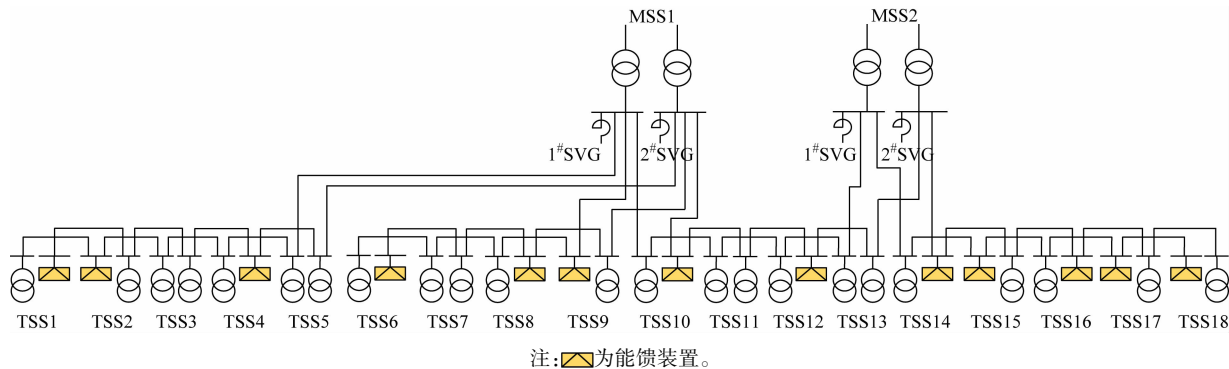 MSS1 MSS2
1#SVG 2#SVG 1#SVG 2#SVG
TSS1 TSS2 TSS3 TSS4 TSS5 TSS6 TSS7 TSS8 TSS9 TSS10 TSS11 TSS12 TSS13 TSS14 TSS15 TSS16 TSS17 TSS18
注:为能馈装置。